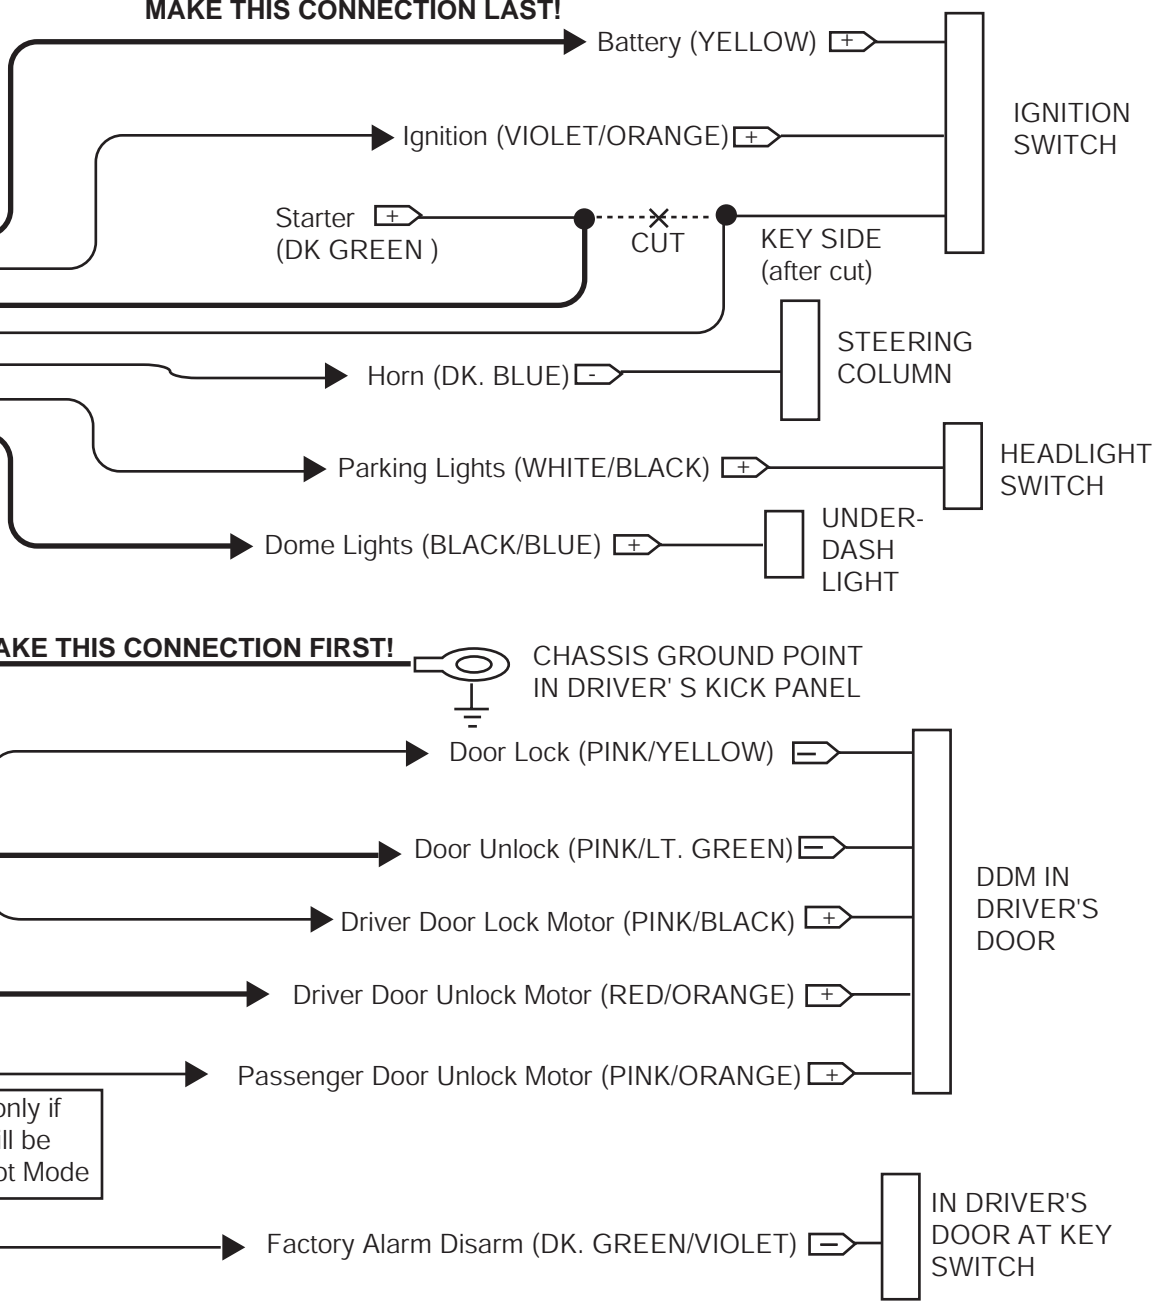 MAKE THIS CONNECTION LAST!
Battery (YELLOW) +
IGNITION
SWITCH
Ignition (VIOLET/ORANGE) +
Starter +
(DK GREEN )
CUT
KEY SIDE
(after cut)
STEERING
COLUMN
Horn (DK. BLUE) -
HEADLIGHT
SWITCH
Parking Lights (WHITE/BLACK) +
UNDER-
DASH
LIGHT
Dome Lights (BLACK/BLUE) +
AKE THIS CONNECTION FIRST!
CHASSIS GROUND POINT
IN DRIVER' S KICK PANEL
Door Lock (PINK/YELLOW) –
Door Unlock (PINK/LT. GREEN) –
DDM IN
DRIVER'S
DOOR
Driver Door Lock Motor (PINK/BLACK) +
Driver Door Unlock Motor (RED/ORANGE) +
Passenger Door Unlock Motor (PINK/ORANGE) +
only if
ill be
ot Mode
IN DRIVER'S
DOOR AT KEY
SWITCH
Factory Alarm Disarm (DK. GREEN/VIOLET) –